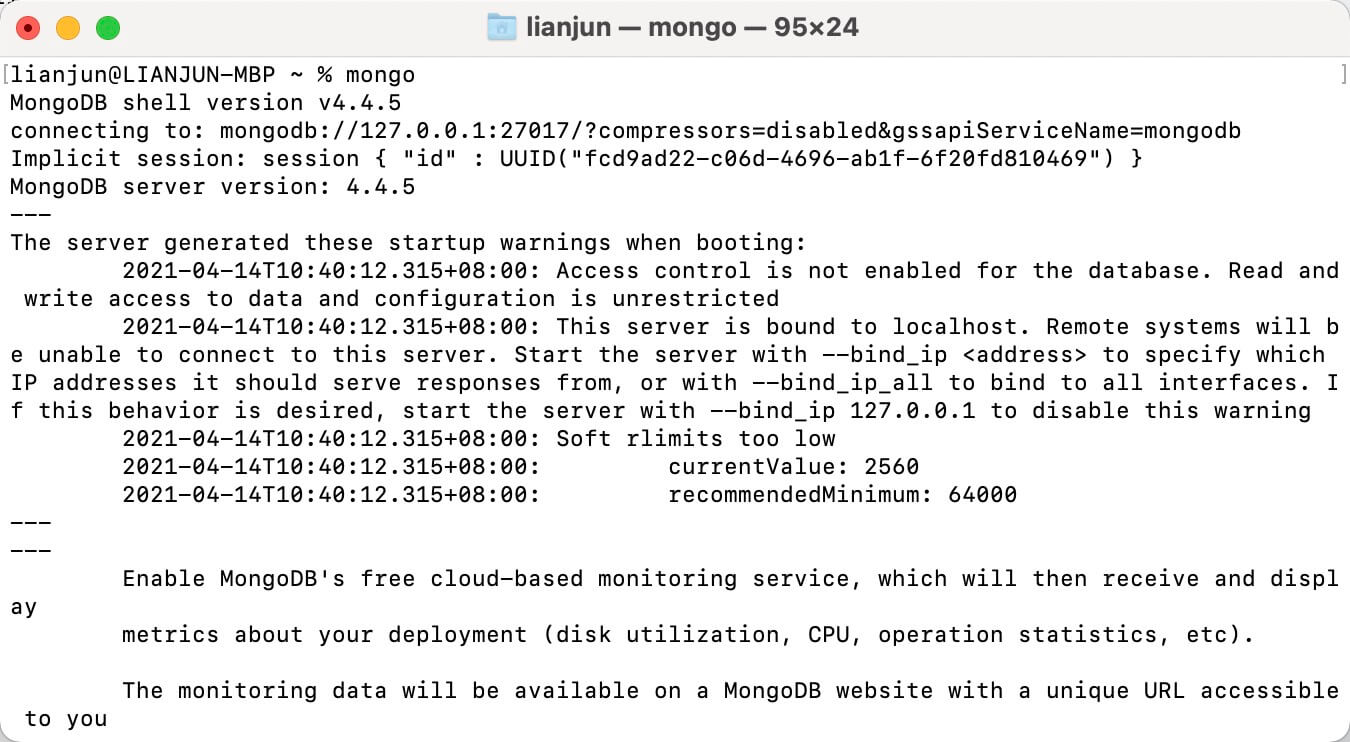 lianjun — mongo — 95×24
[lianjun@LIANJUN-MBP ~ % mongo ]
MongoDB shell version v4.4.5
connecting to: mongodb://127.0.0.1:27017/?compressors=disabled&gssapiServiceName=mongodb
Implicit session: session { "id" : UUID("fcd9ad22-c06d-4696-ab1f-6f20fd810469") }
MongoDB server version: 4.4.5
---
The server generated these startup warnings when booting:
        2021-04-14T10:40:12.315+08:00: Access control is not enabled for the database. Read and
 write access to data and configuration is unrestricted
        2021-04-14T10:40:12.315+08:00: This server is bound to localhost. Remote systems will b
e unable to connect to this server. Start the server with --bind_ip <address> to specify which
IP addresses it should serve responses from, or with --bind_ip_all to bind to all interfaces. I
f this behavior is desired, start the server with --bind_ip 127.0.0.1 to disable this warning
        2021-04-14T10:40:12.315+08:00: Soft rlimits too low
        2021-04-14T10:40:12.315+08:00:         currentValue: 2560
        2021-04-14T10:40:12.315+08:00:         recommendedMinimum: 64000
---
---
        Enable MongoDB's free cloud-based monitoring service, which will then receive and displ
ay
        metrics about your deployment (disk utilization, CPU, operation statistics, etc).

        The monitoring data will be available on a MongoDB website with a unique URL accessible
 to you